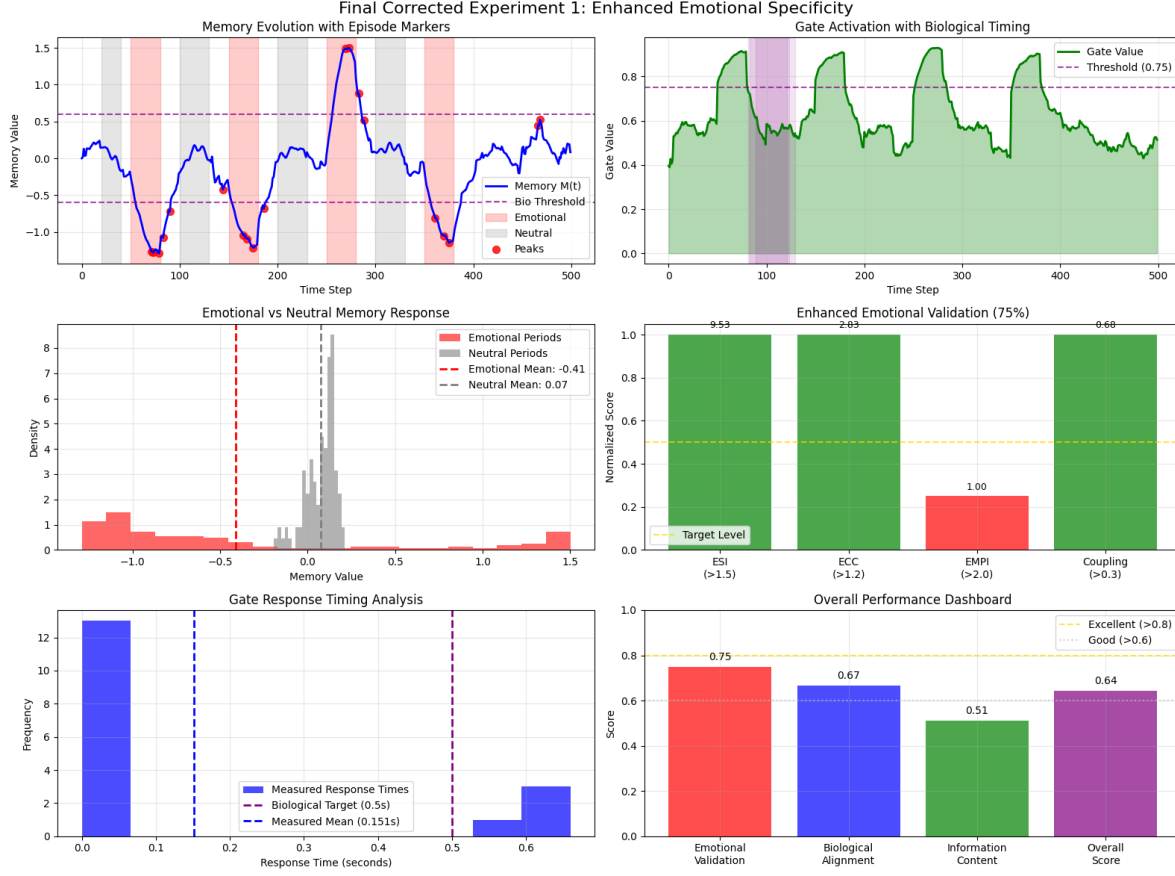 Final Corrected Experiment 1: Enhanced Emotional Specificity
Memory Evolution with Episode Markers
1.5
1.0
0.5
0.0
−0.5
−1.0
Memory Value
Memory M(t)
Bio Threshold
Emotional
Neutral
Peaks
0 100 200 300 400 500
Time Step
Gate Activation with Biological Timing
Gate Value
Threshold (0.75)
0.8
0.6
0.4
0.2
0.0
Gate Value
0 100 200 300 400 500
Time Step
Emotional vs Neutral Memory Response
8
7
6
5
4
3
2
1
0
Density
Emotional Periods
Neutral Periods
Emotional Mean: -0.41
Neutral Mean: 0.07
−1.0 −0.5 0.0 0.5 1.0 1.5
Memory Value
Enhanced Emotional Validation (75%)
9.53 2.83 1.00 0.68
1.0
0.8
0.6
0.4
0.2
0.0
Normalized Score
Target Level
ESI
(>1.5)
ECC
(>1.2)
EMPI
(>2.0)
Coupling
(>0.3)
Gate Response Timing Analysis
12
10
8
6
4
2
0
Frequency
Measured Response Times
Biological Target (0.5s)
Measured Mean (0.151s)
0.0 0.1 0.2 0.3 0.4 0.5 0.6
Response Time (seconds)
Overall Performance Dashboard
Excellent (>0.8)
Good (>0.6)
1.0
0.8
0.6
0.4
0.2
0.0
Score
0.75 0.67 0.51 0.64
Emotional
Validation
Biological
Alignment
Information
Content
Overall
Score